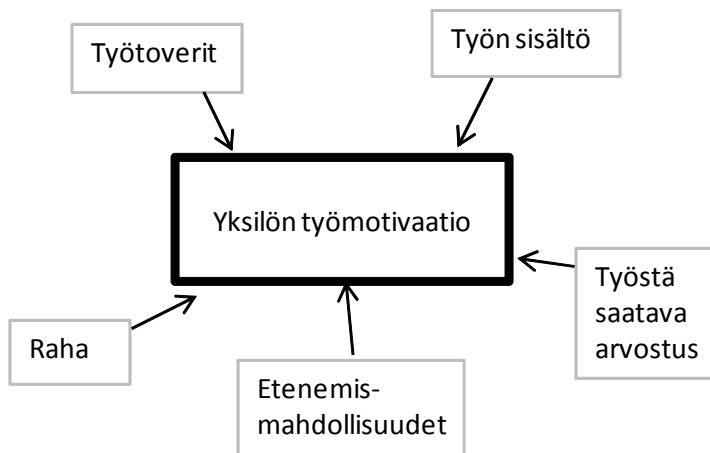 Työtoverit
Työn sisältö
Yksilön työmotivaatio
Työstä
saatava
arvostus
Raha
Etenemis-
mahdollisuudet